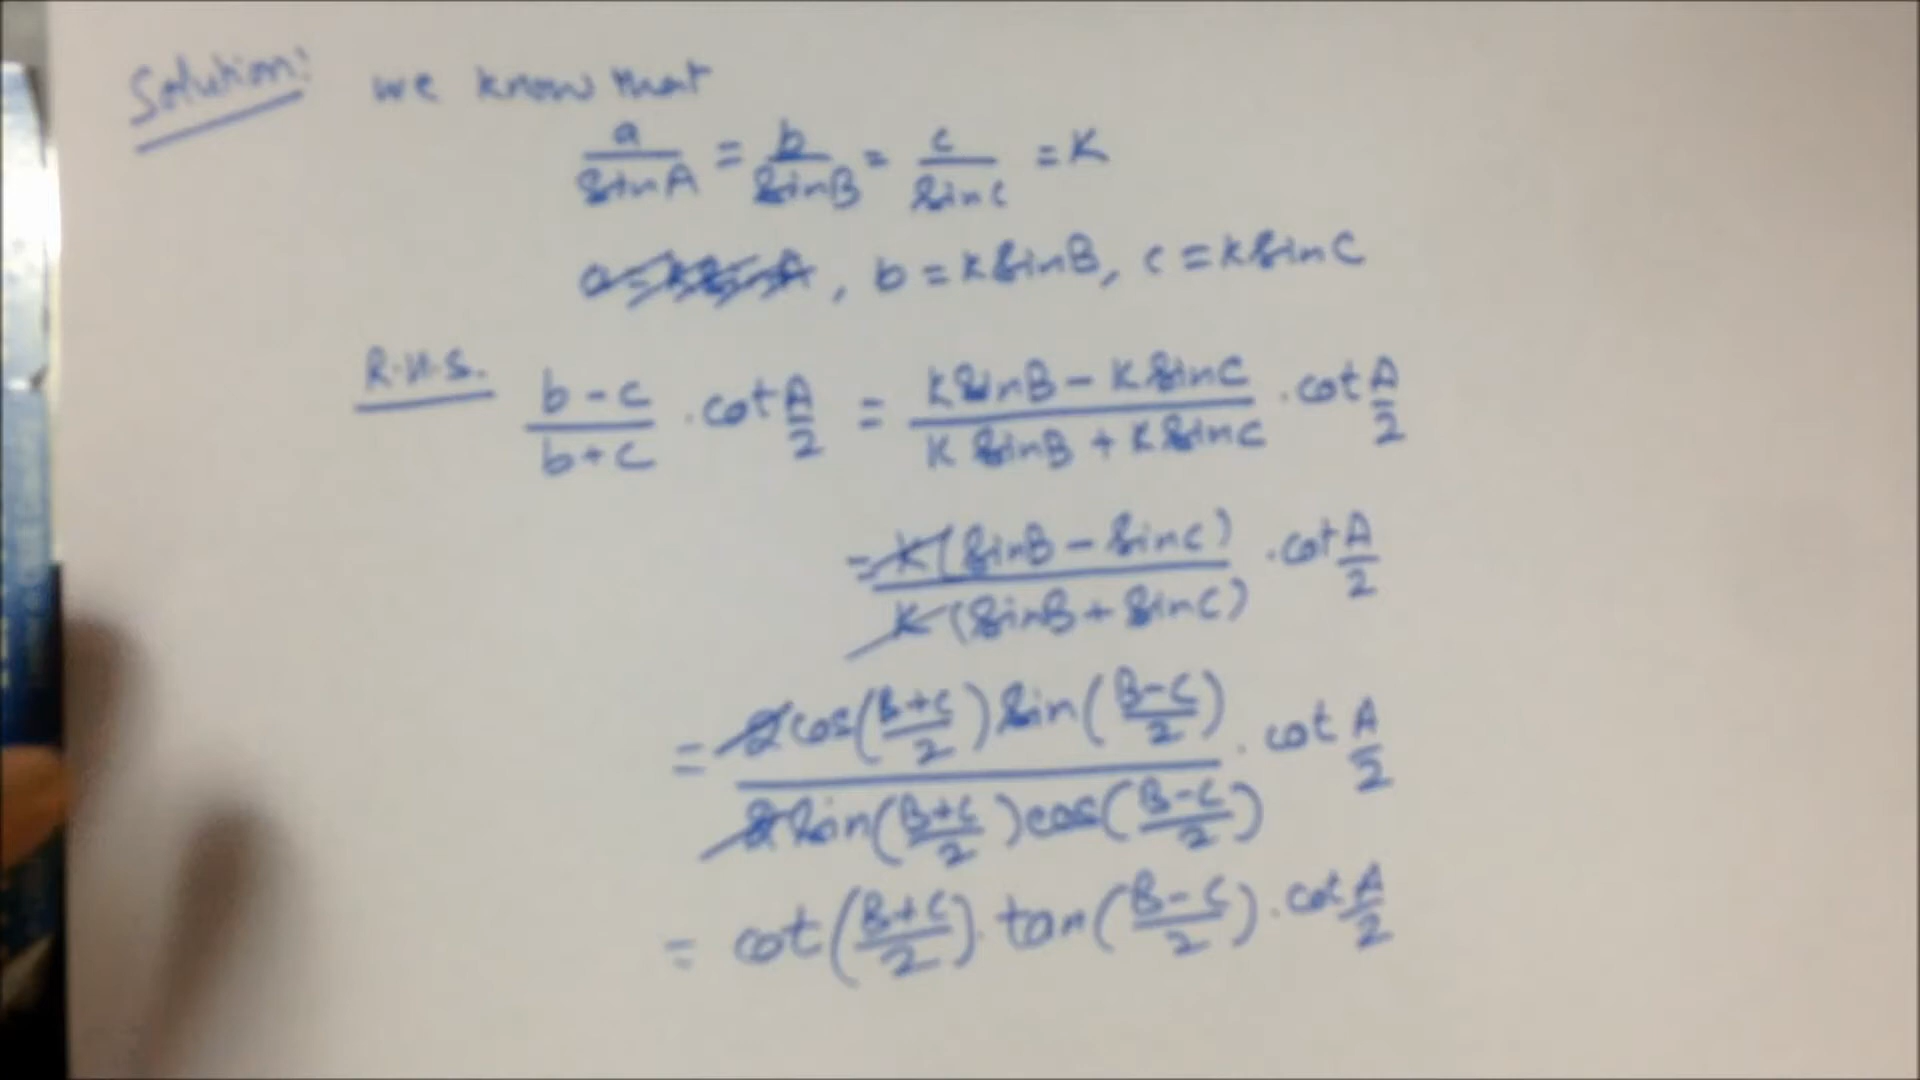 Solution: we know that
a/sinA = b/sinB = c/sinC = K
, b = K sinB, c = K sinC
R.H.S. (b-c)/(b+c) . cot A/2 = (K sinB - K sinC)/(K sinB + K sinC) . cot A/2
= K(sinB - sinC)/K(sinB + sinC) . cot A/2
= 2cos((B+C)/2) sin((B-C)/2)/2sin((B+C)/2) cos((B-C)/2) . cot A/2
= cot((B+C)/2) . tan((B-C)/2) . cot A/2